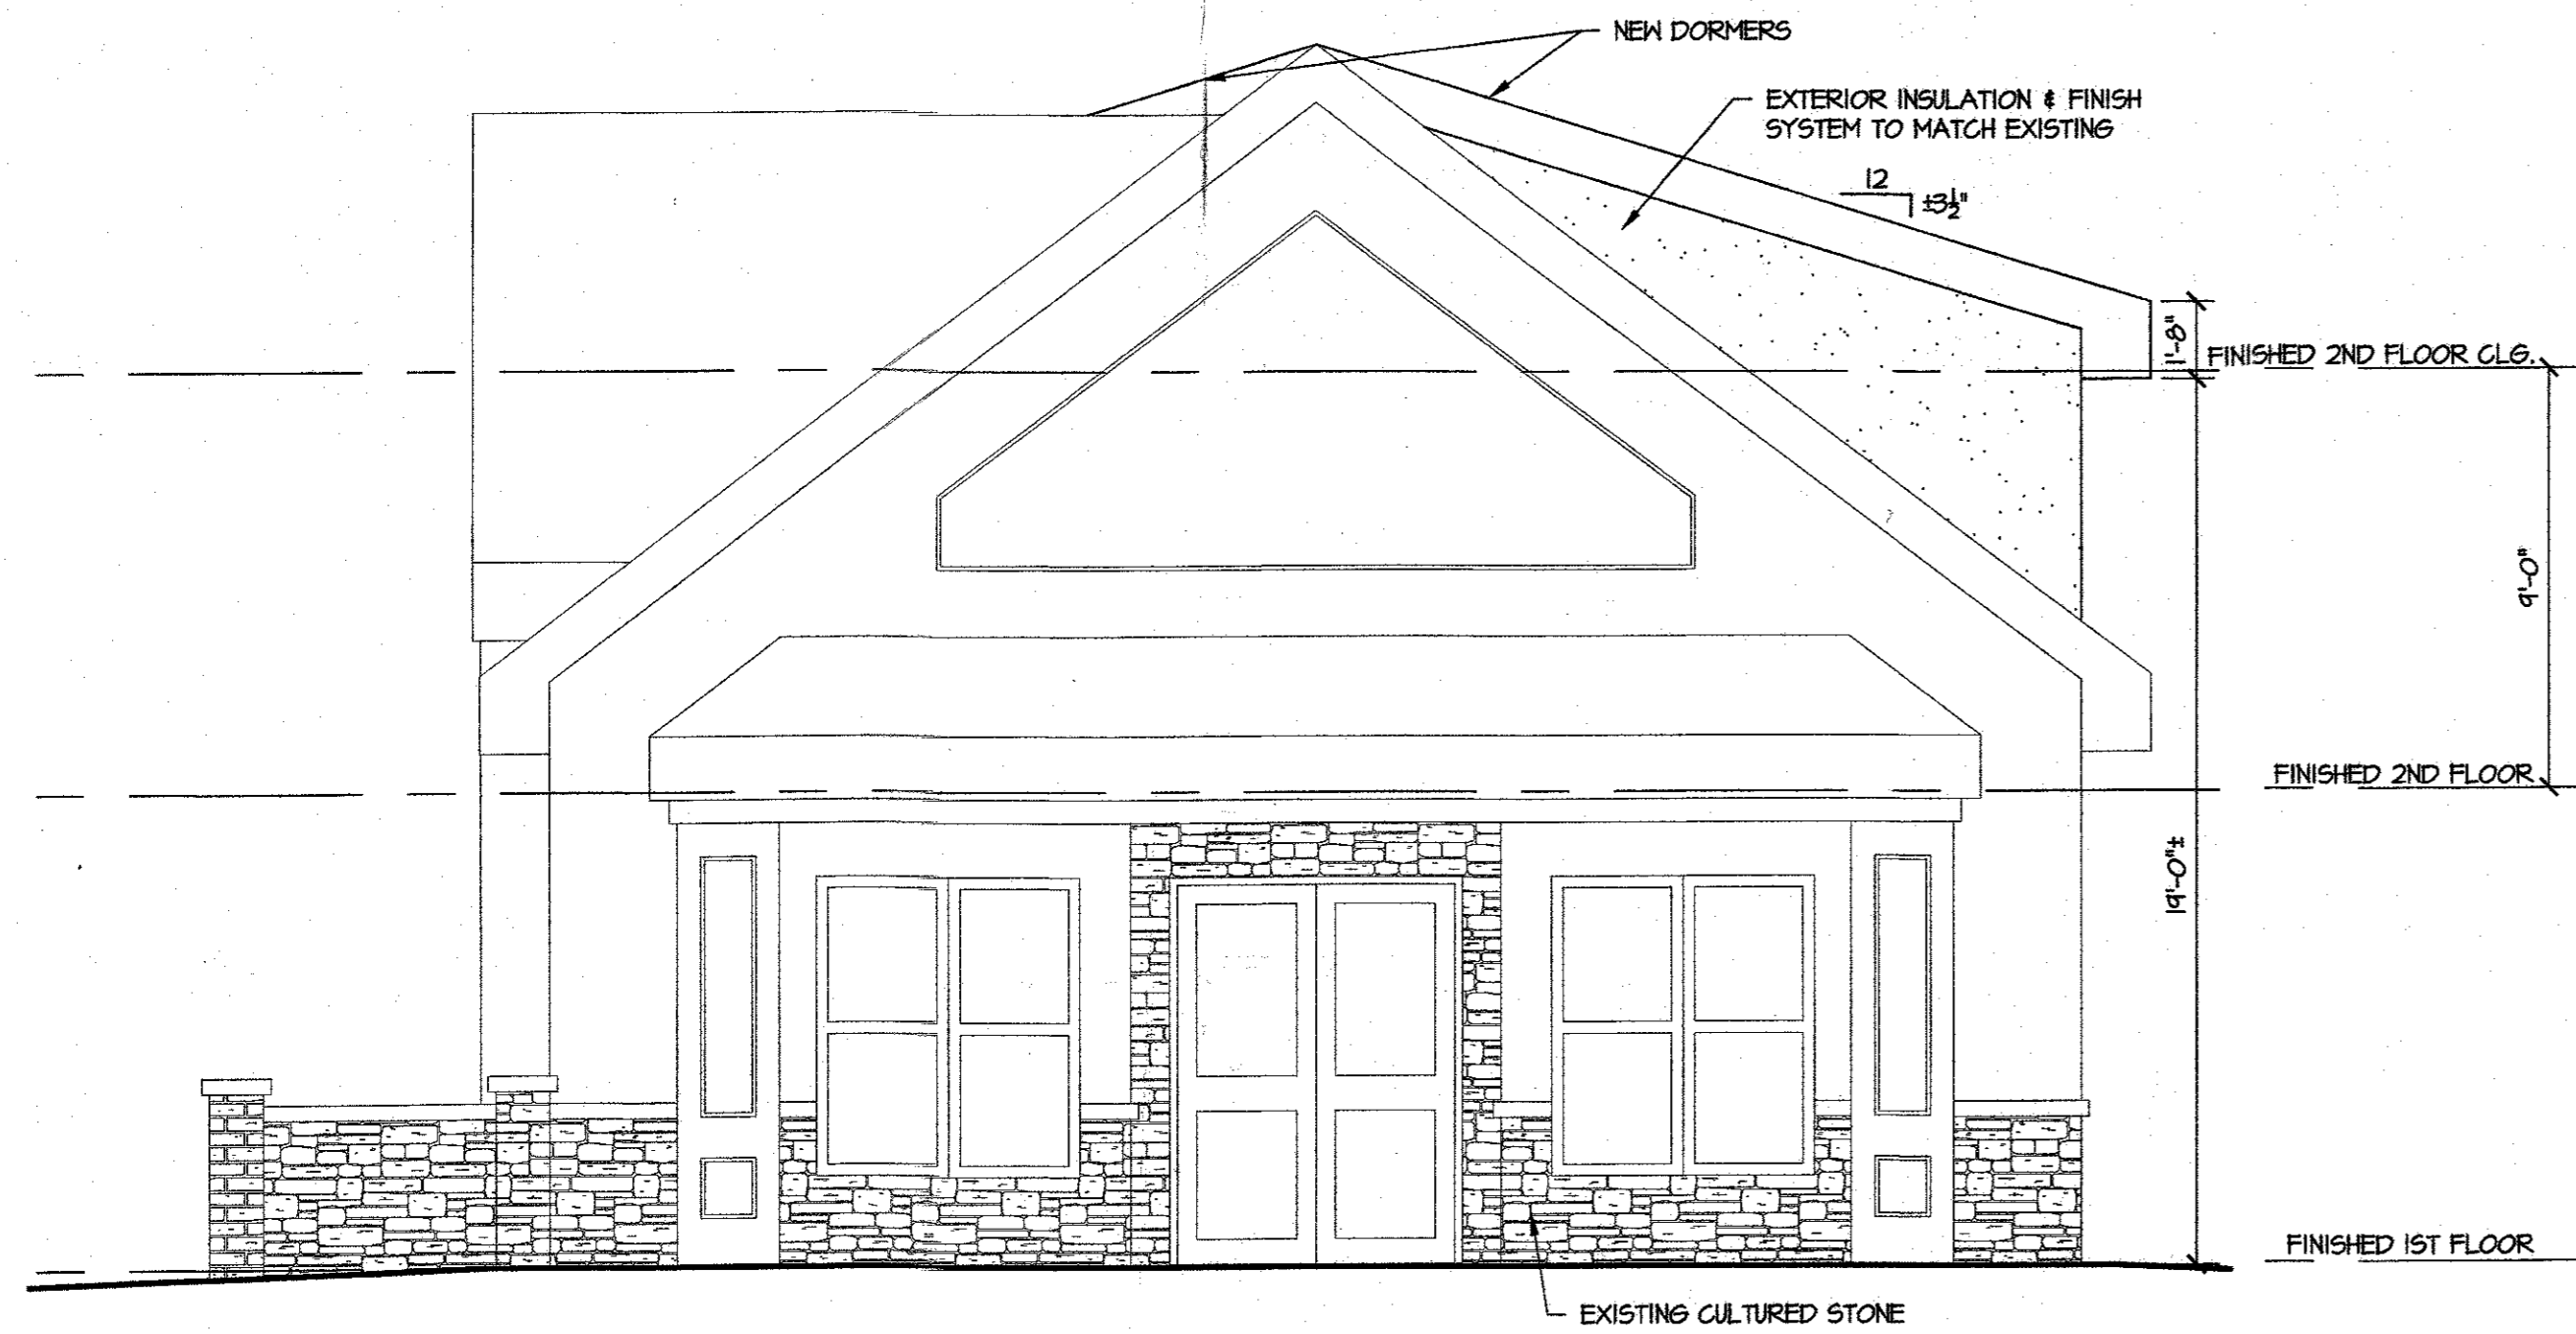 NEW DORMERS
EXTERIOR INSULATION & FINISH
SYSTEM TO MATCH EXISTING
12
±3½"
1'-8"
FINISHED 2ND FLOOR CLG.
9'-0"
FINISHED 2ND FLOOR
19'-0"±
FINISHED 1ST FLOOR
EXISTING CULTURED STONE